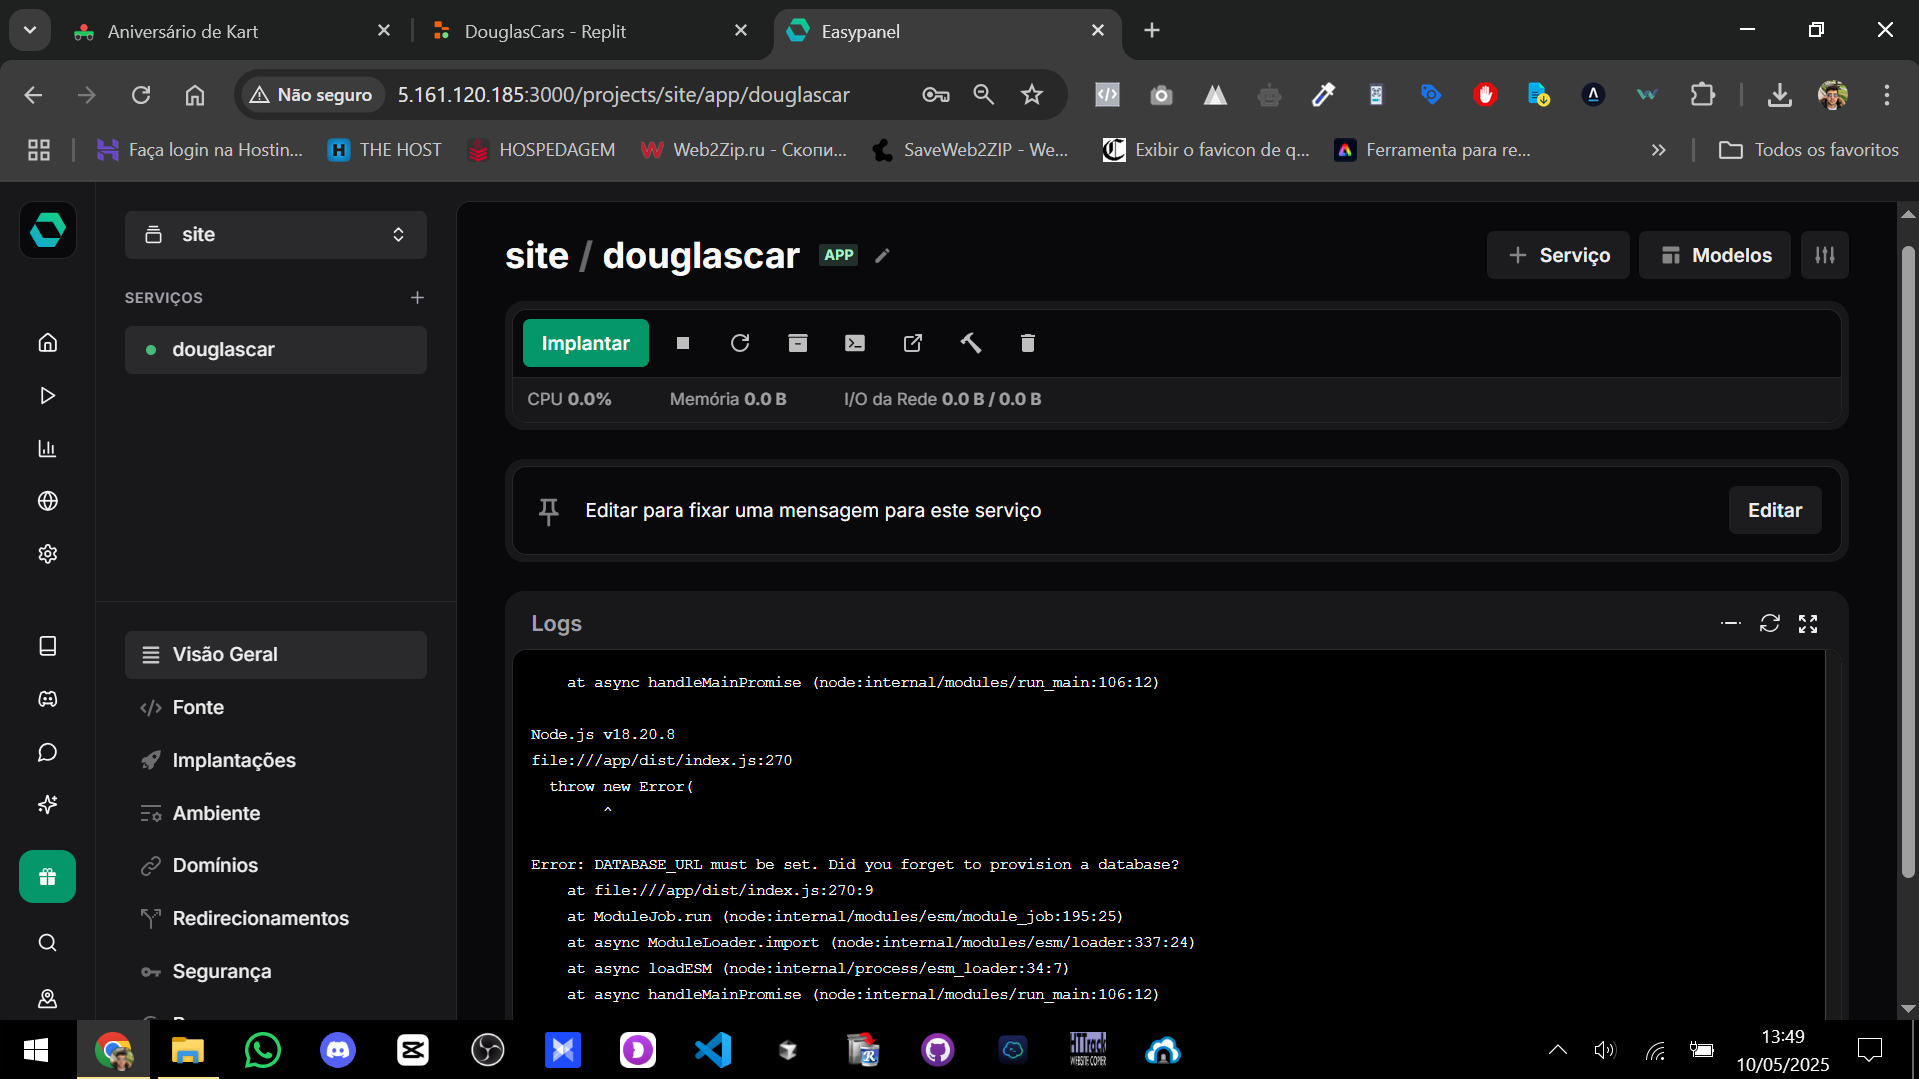 Aniversário de Kart
DouglasCars - Replit
Easypanel
Não seguro
5.161.120.185:3000/projects/site/app/douglascar
Faça login na Hostin...
THE HOST
HOSPEDAGEM
Web2Zip.ru - Скопи...
SaveWeb2ZIP - We...
Exibir o favicon de q...
Ferramenta para re...
Todos os favoritos
site
SERVIÇOS
douglascar
site / douglascar APP
Serviço
Modelos
Implantar
CPU 0.0% Memória 0.0 B I/O da Rede 0.0 B / 0.0 B
Editar para fixar uma mensagem para este serviço
Editar
Logs
at async handleMainPromise (node:internal/modules/run_main:106:12)
Node.js v18.20.8
file:///app/dist/index.js:270
throw new Error(
^
Error: DATABASE_URL must be set. Did you forget to provision a database?
at file:///app/dist/index.js:270:9
at ModuleJob.run (node:internal/modules/esm/module_job:195:25)
at async ModuleLoader.import (node:internal/modules/esm/loader:337:24)
at async loadESM (node:internal/process/esm_loader:34:7)
at async handleMainPromise (node:internal/modules/run_main:106:12)
Visão Geral
Fonte
Implantações
Ambiente
Domínios
Redirecionamentos
Segurança
HTTrack
WEBSITE COPIER
13:49
10/05/2025